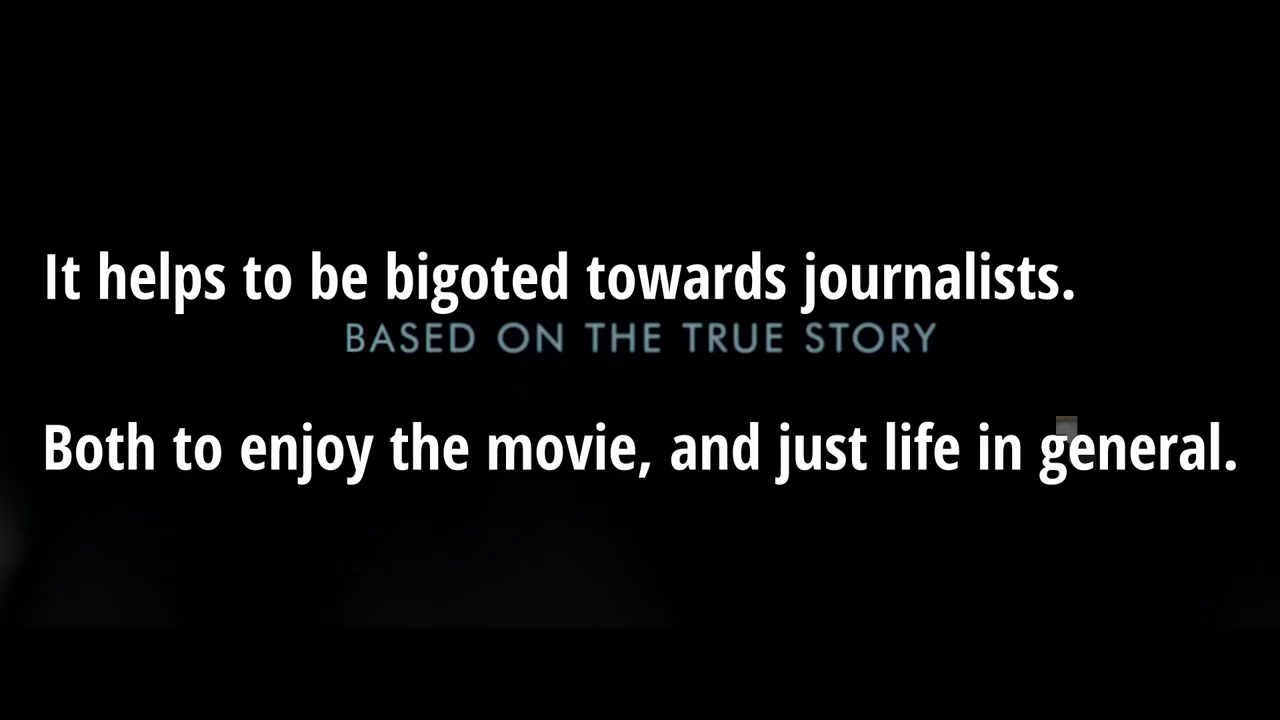 It helps to be bigoted towards journalists.
BASED ON THE TRUE STORY
Both to enjoy the movie, and just life in general.